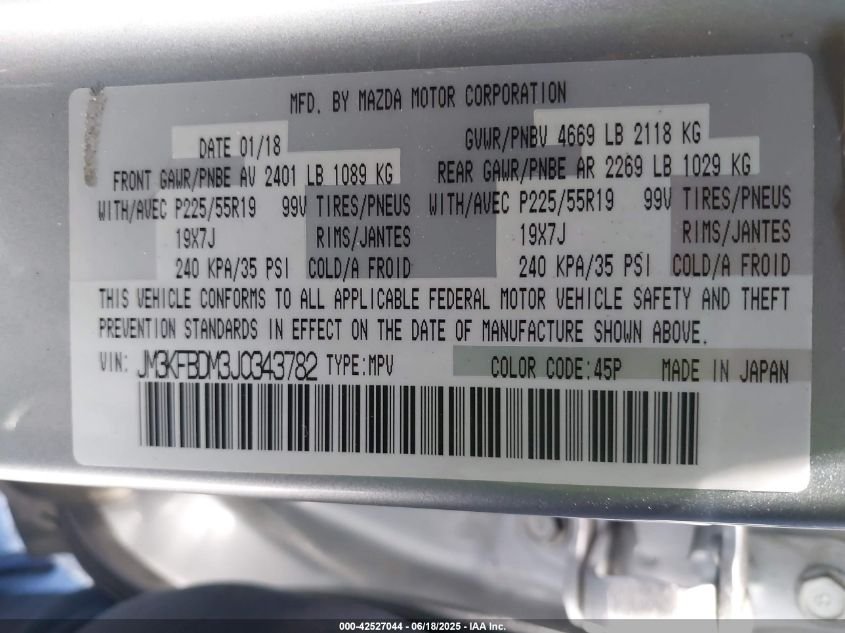 MFD. BY MAZDA MOTOR CORPORATION
DATE 01/18 GVWR/PNBV 4669 LB 2118 KG
FRONT GAWR/PNBE AV 2401 LB 1089 KG REAR GAWR/PNBE AR 2269 LB 1029 KG
WITH/AVEC P225/55R19 99V TIRES/PNEUS WITH/AVEC P225/55R19 99V TIRES/PNEUS
19X7J RIMS/JANTES 19X7J RIMS/JANTES
240 KPA/35 PSI COLD/A FROID 240 KPA/35 PSI COLD/A FROID
THIS VEHICLE CONFORMS TO ALL APPLICABLE FEDERAL MOTOR VEHICLE SAFETY AND THEFT
PREVENTION STANDARDS IN EFFECT ON THE DATE OF MANUFACTURE SHOWN ABOVE.
VIN: JM3KFBDM3J0343782 TYPE:MPV COLOR CODE:45P MADE IN JAPAN
000-42527044 - 06/18/2025 - IAA Inc.